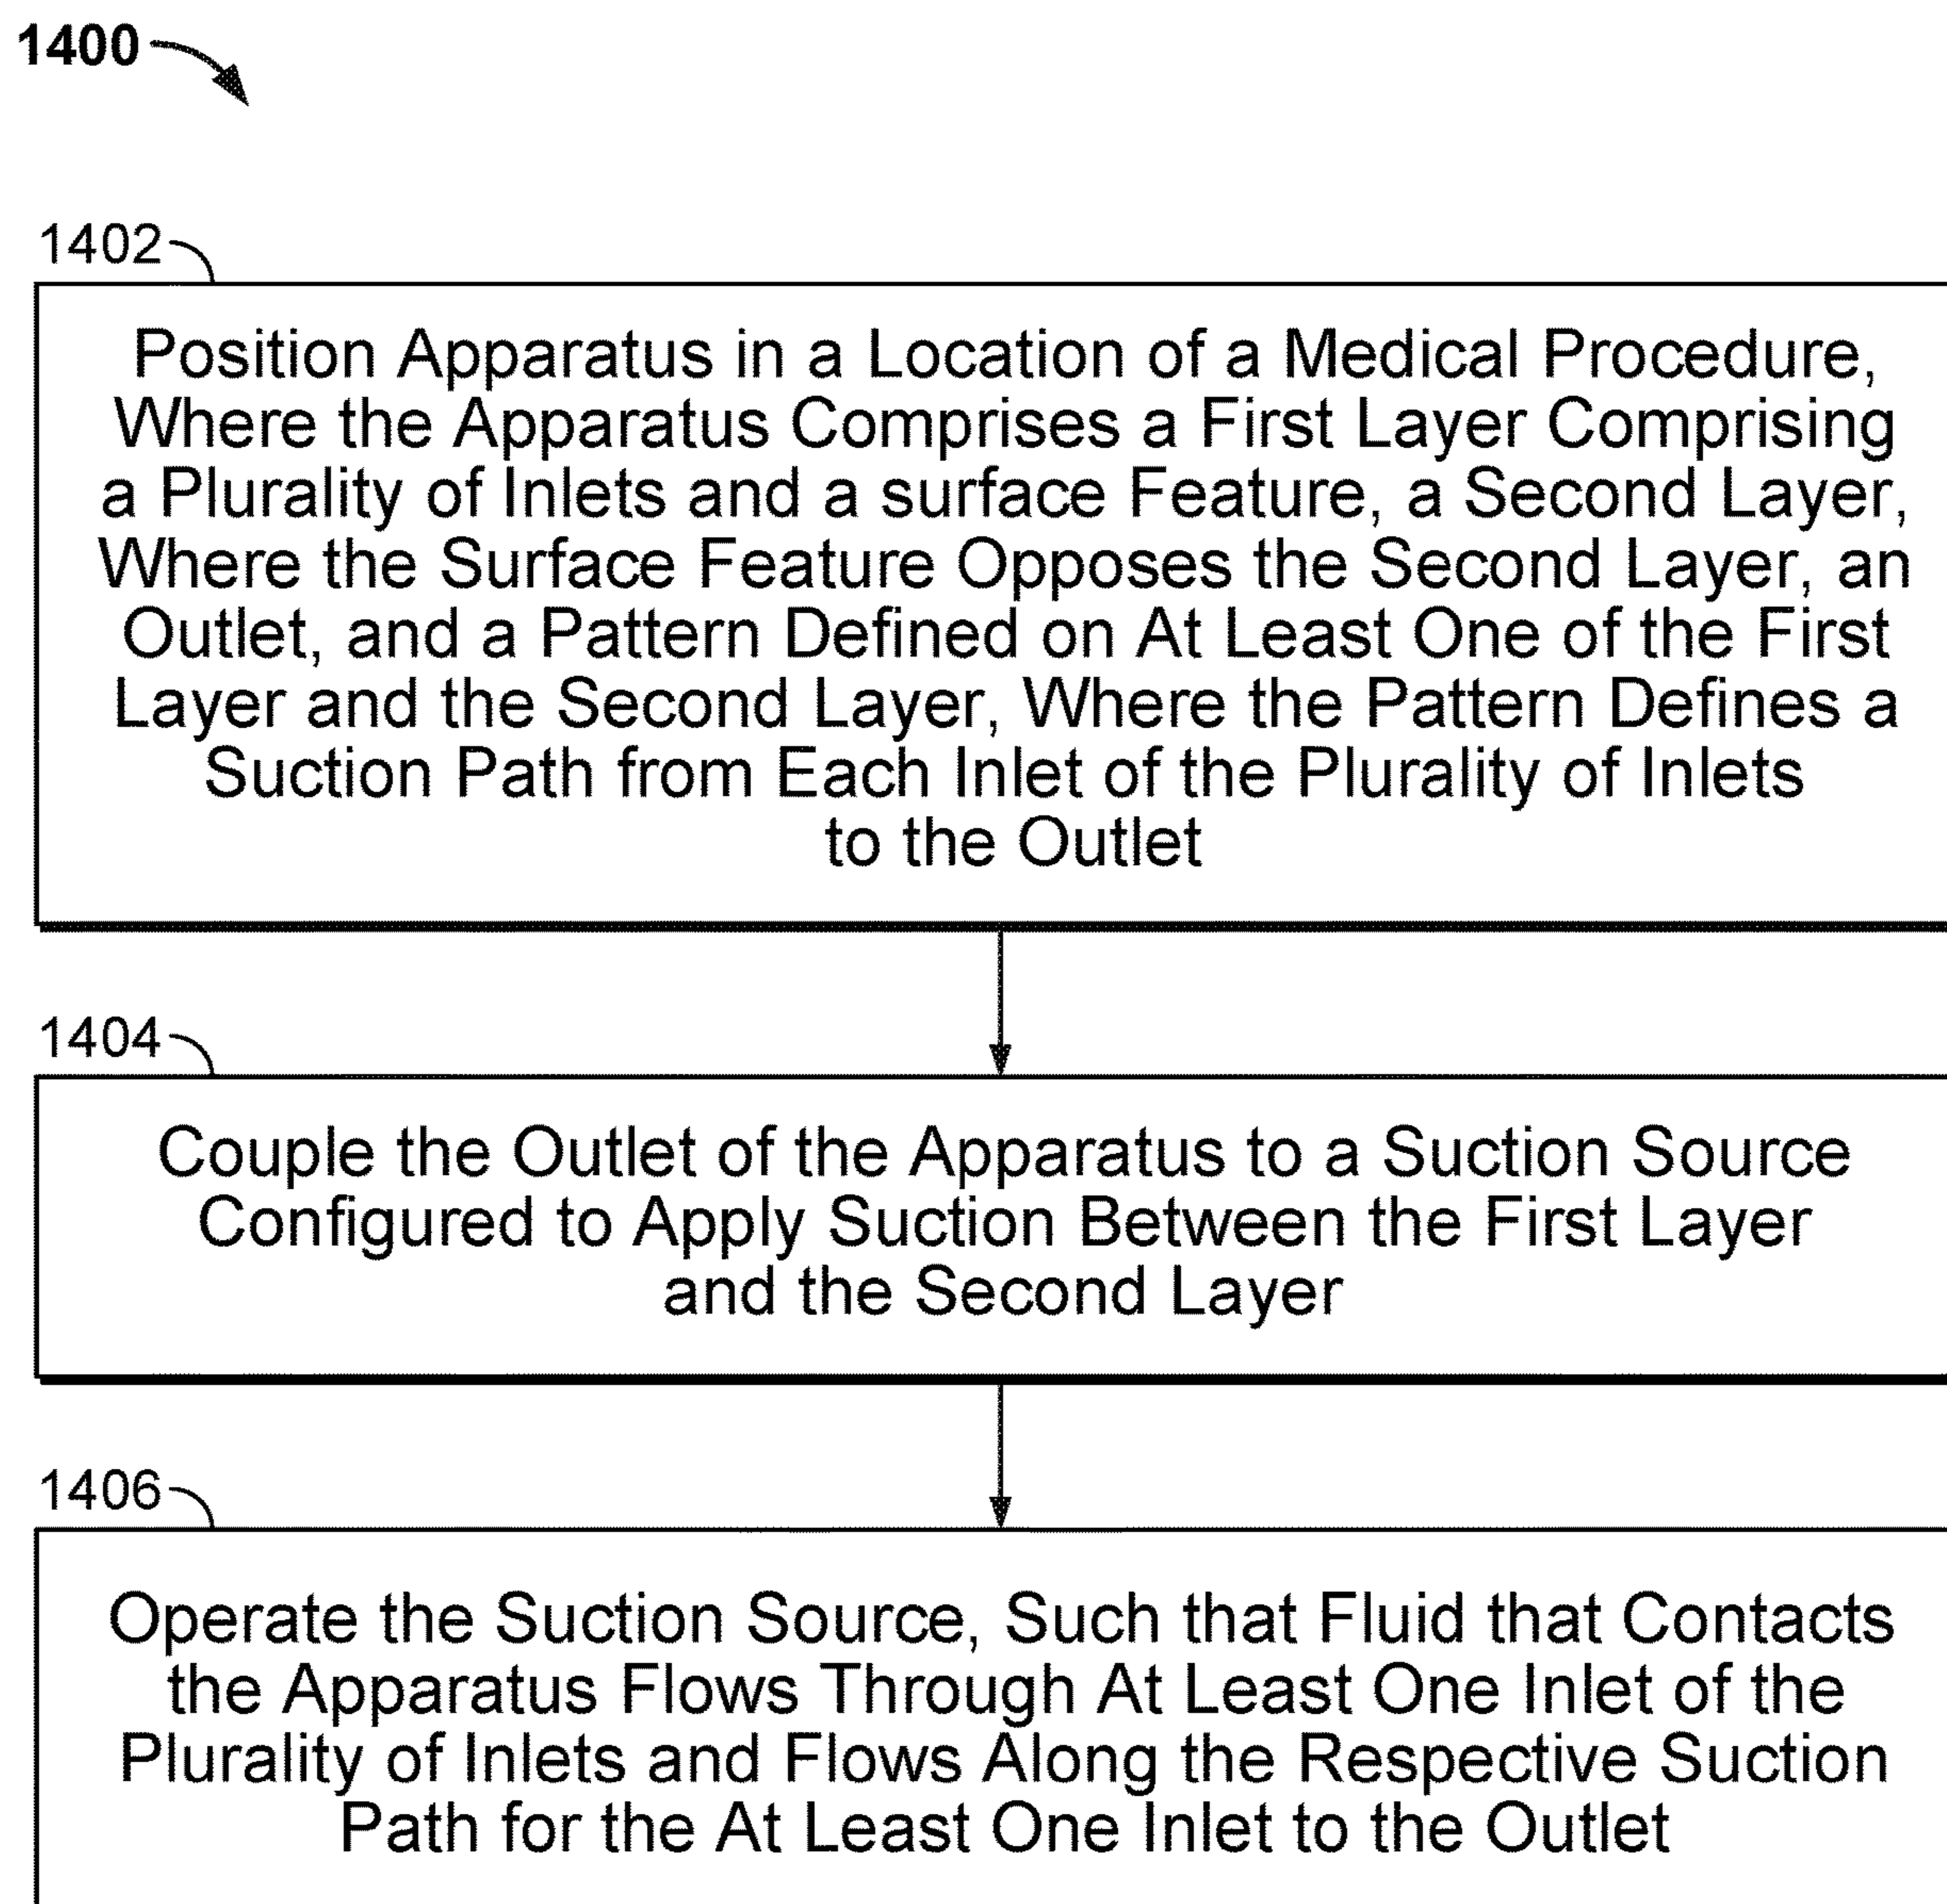 1400
1402
Position Apparatus in a Location of a Medical Procedure,
Where the Apparatus Comprises a First Layer Comprising
a Plurality of Inlets and a surface Feature, a Second Layer,
Where the Surface Feature Opposes the Second Layer, an
Outlet, and a Pattern Defined on At Least One of the First
Layer and the Second Layer, Where the Pattern Defines a
Suction Path from Each Inlet of the Plurality of Inlets
to the Outlet
1404
Couple the Outlet of the Apparatus to a Suction Source
Configured to Apply Suction Between the First Layer
and the Second Layer
1406
Operate the Suction Source, Such that Fluid that Contacts
the Apparatus Flows Through At Least One Inlet of the
Plurality of Inlets and Flows Along the Respective Suction
Path for the At Least One Inlet to the Outlet